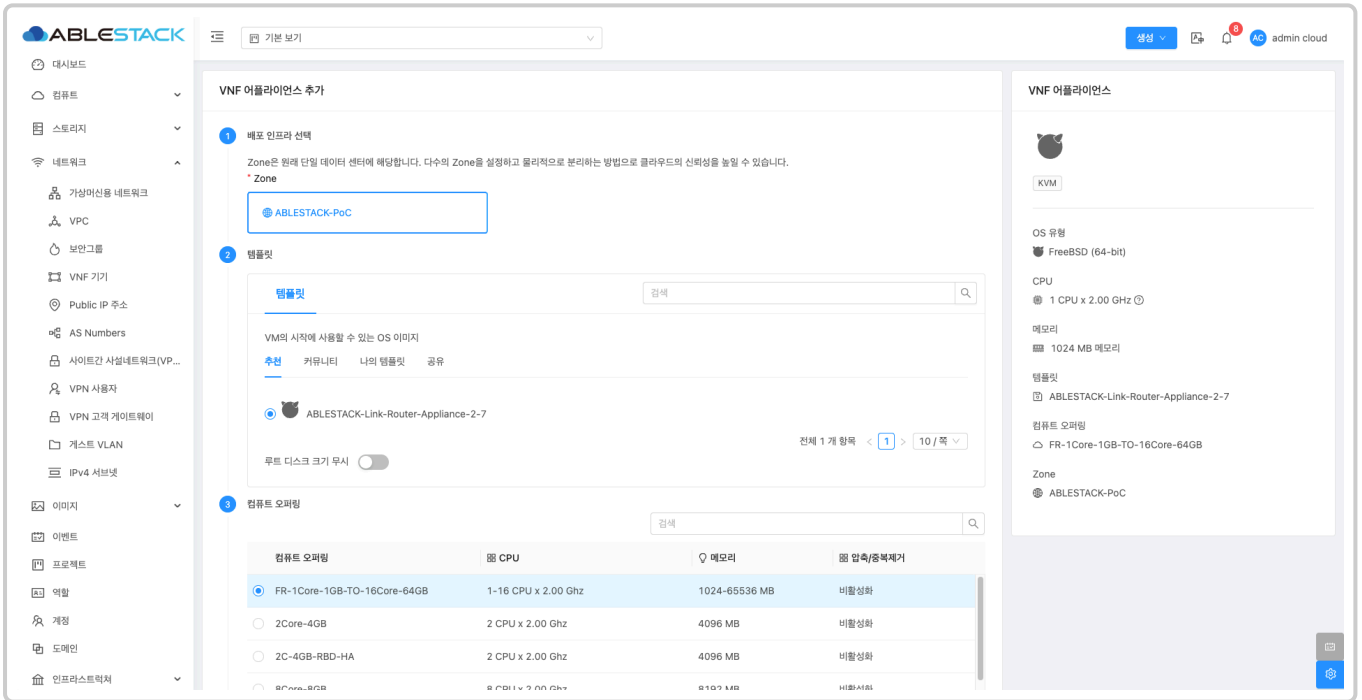 ABLESTACK
기본 보기
생성
8
AC
admin cloud
대시보드
컴퓨트
스토리지
네트워크
가상머신용 네트워크
VPC
보안그룹
VNF 기기
Public IP 주소
AS Numbers
사이트간 사설네트워크(VP...
VPN 사용자
VPN 고객 게이트웨이
게스트 VLAN
IPv4 서브넷
이미지
이벤트
프로젝트
역할
계정
도메인
인프라스트럭쳐
VNF 어플라이언스 추가
1 배포 인프라 선택
Zone은 원래 단일 데이터 센터에 해당합니다. 다수의 Zone을 설정하고 물리적으로 분리하는 방법으로 클라우드의 신뢰성을 높일 수 있습니다.
* Zone
ABLESTACK-PoC
2 템플릿
템플릿
검색
VM의 시작에 사용할 수 있는 OS 이미지
추천 커뮤니티 나의 템플릿 공유
ABLESTACK-Link-Router-Appliance-2-7
전체 1 개 항목 < 1 > 10 / 쪽
루트 디스크 크기 무시
3 컴퓨트 오퍼링
검색
컴퓨트 오퍼링 CPU 메모리 압축/중복제거
FR-1Core-1GB-TO-16Core-64GB 1-16 CPU x 2.00 Ghz 1024-65536 MB 비활성화
2Core-4GB 2 CPU x 2.00 Ghz 4096 MB 비활성화
2C-4GB-RBD-HA 2 CPU x 2.00 Ghz 4096 MB 비활성화
8Core-8GB 8 CPU x 2.00 Ghz 8192 MB 비활성화
VNF 어플라이언스
KVM
OS 유형
FreeBSD (64-bit)
CPU
1 CPU x 2.00 GHz
메모리
1024 MB 메모리
템플릿
ABLESTACK-Link-Router-Appliance-2-7
컴퓨트 오퍼링
FR-1Core-1GB-TO-16Core-64GB
Zone
ABLESTACK-PoC